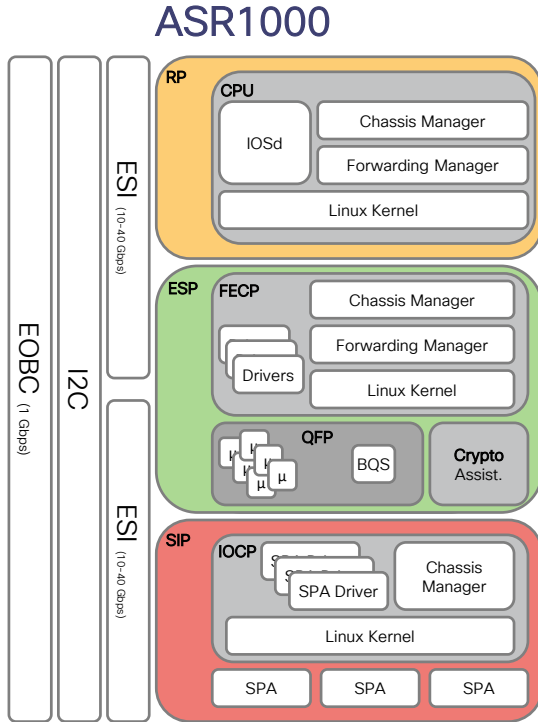 ASR1000
EOBC (1 Gbps)
I2C
ESI (10-40 Gbps)
ESI (10-40 Gbps)
RP
CPU
IOSd
Chassis Manager
Forwarding Manager
Linux Kernel
ESP
FECP
Chassis Manager
Forwarding Manager
Linux Kernel
Drivers
QFP
µ
µ
µ
µ
µ
µ
BQS
Crypto
Assist.
SIP
IOCP
SPA Driver
Chassis
Manager
Linux Kernel
SPA
SPA
SPA